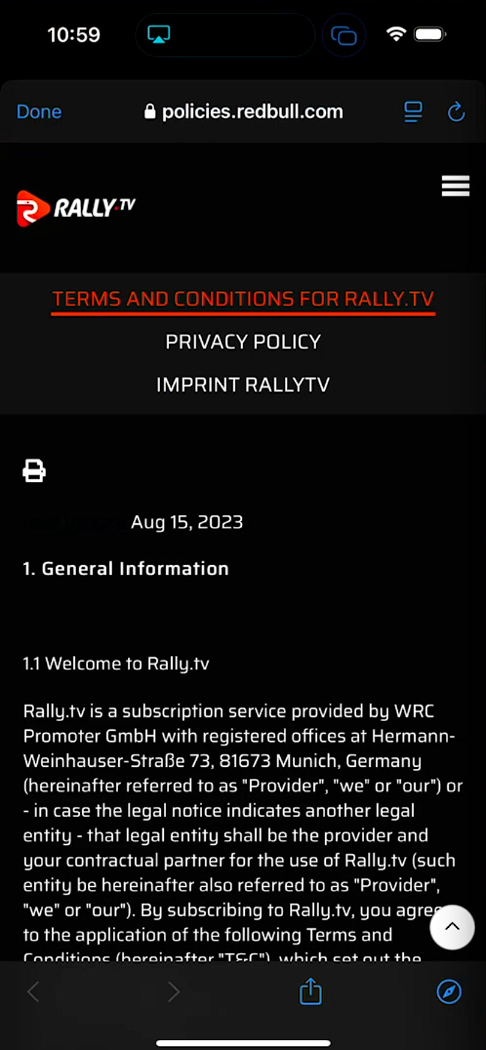 10:59
Done
policies.redbull.com
RALLY.TV
TERMS AND CONDITIONS FOR RALLY.TV
PRIVACY POLICY
IMPRINT RALLYTV
Aug 15, 2023
1. General Information
1.1 Welcome to Rally.tv
Rally.tv is a subscription service provided by WRC
Promoter GmbH with registered offices at Hermann-
Weinhauser-Straße 73, 81673 Munich, Germany
(hereinafter referred to as "Provider", "we" or "our") or
- in case the legal notice indicates another legal
entity - that legal entity shall be the provider and
your contractual partner for the use of Rally.tv (such
entity be hereinafter also referred to as "Provider",
"we" or "our"). By subscribing to Rally.tv, you agree
to the application of the following Terms and
Conditions (hereinafter "T&C"), which set out the